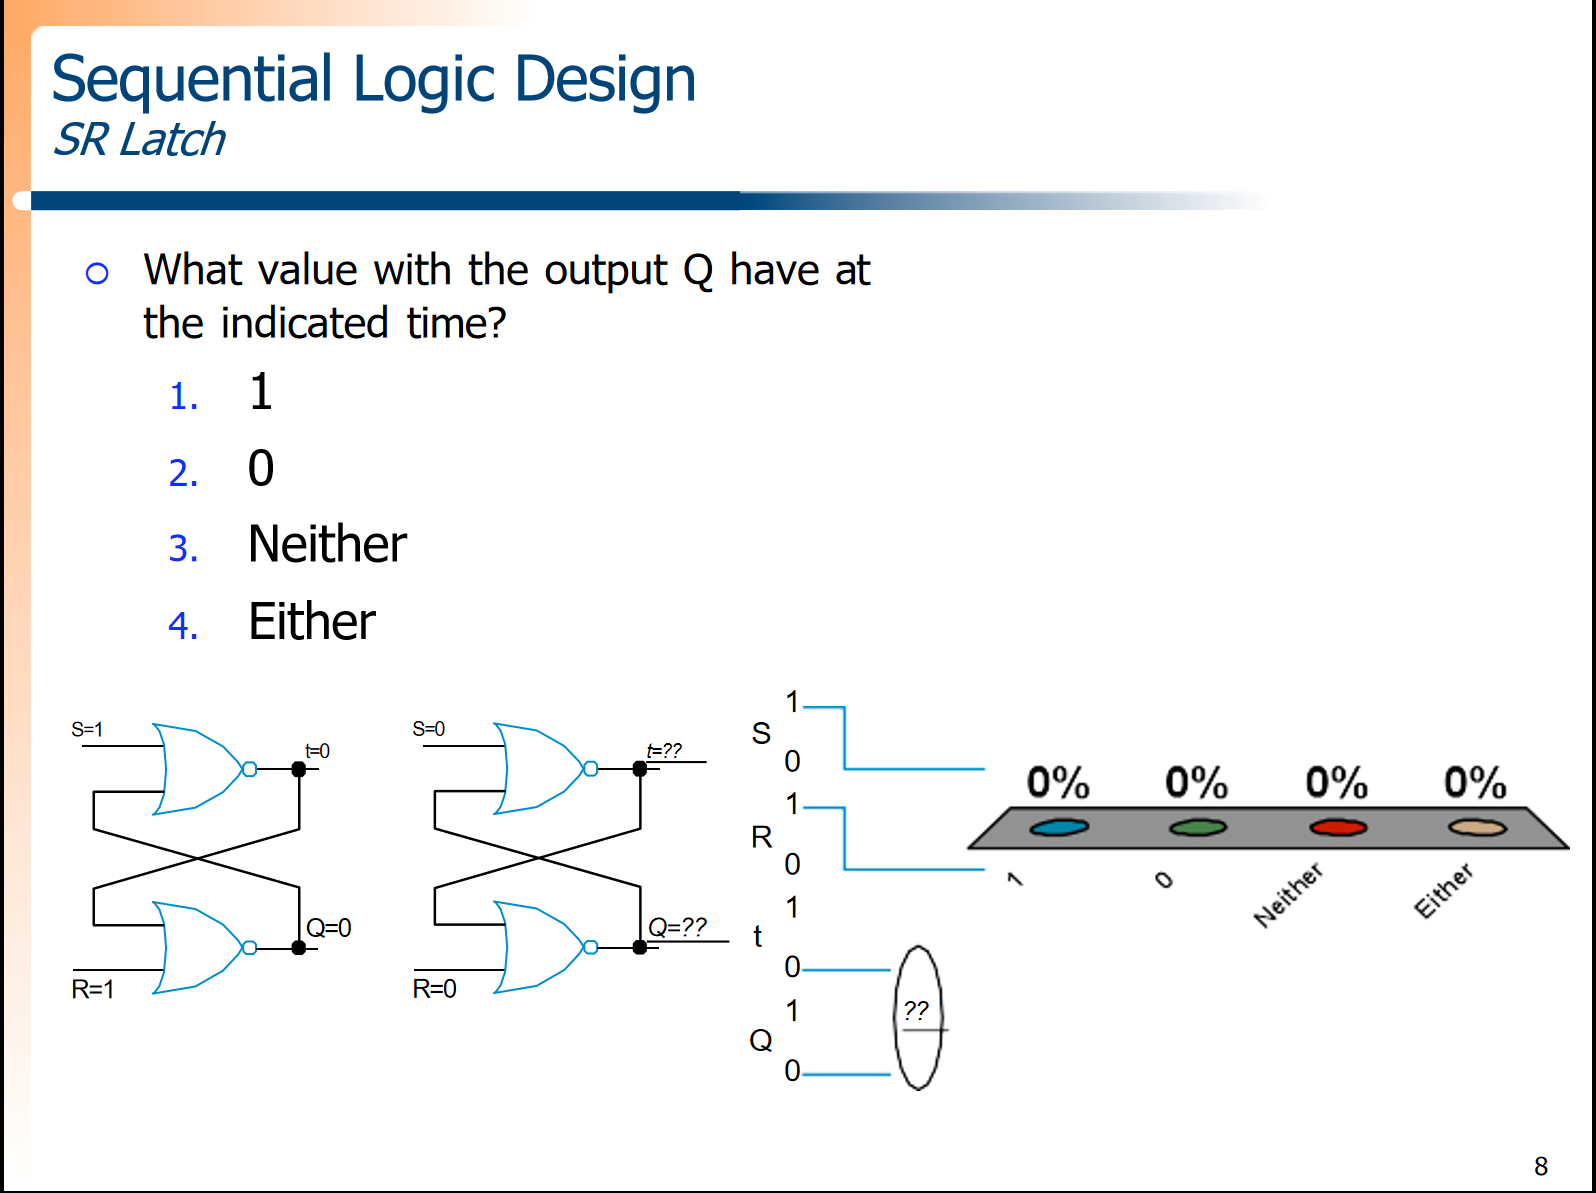 Sequential Logic Design
SR Latch
What value with the output Q have at
the indicated time?
1. 1
2. 0
3. Neither
4. Either
S=1
t=0
Q=0
R=1
S=0
t=??
Q=??
R=0
1
S
0
1
R
0
1
t
0
1
Q
0
??
0% 0% 0% 0%
1 0 Neither Either
8